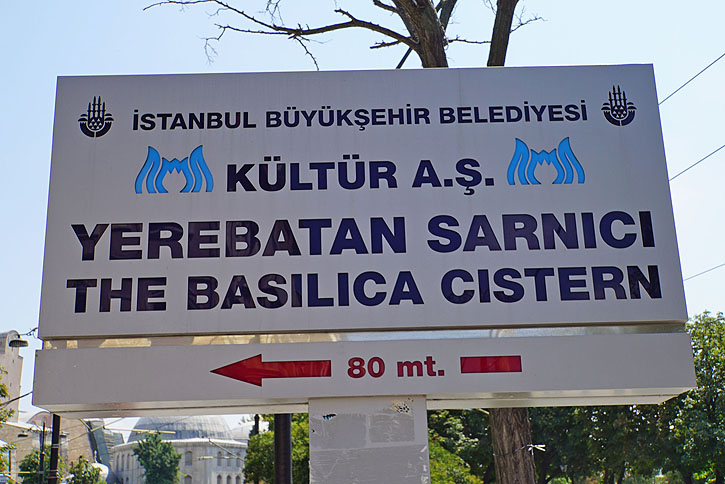 İSTANBUL BÜYÜKŞEHİR BELEDİYESİ
KÜLTÜR A.Ş.
YEREBATAN SARNICI
THE BASILICA CISTERN
80 mt.